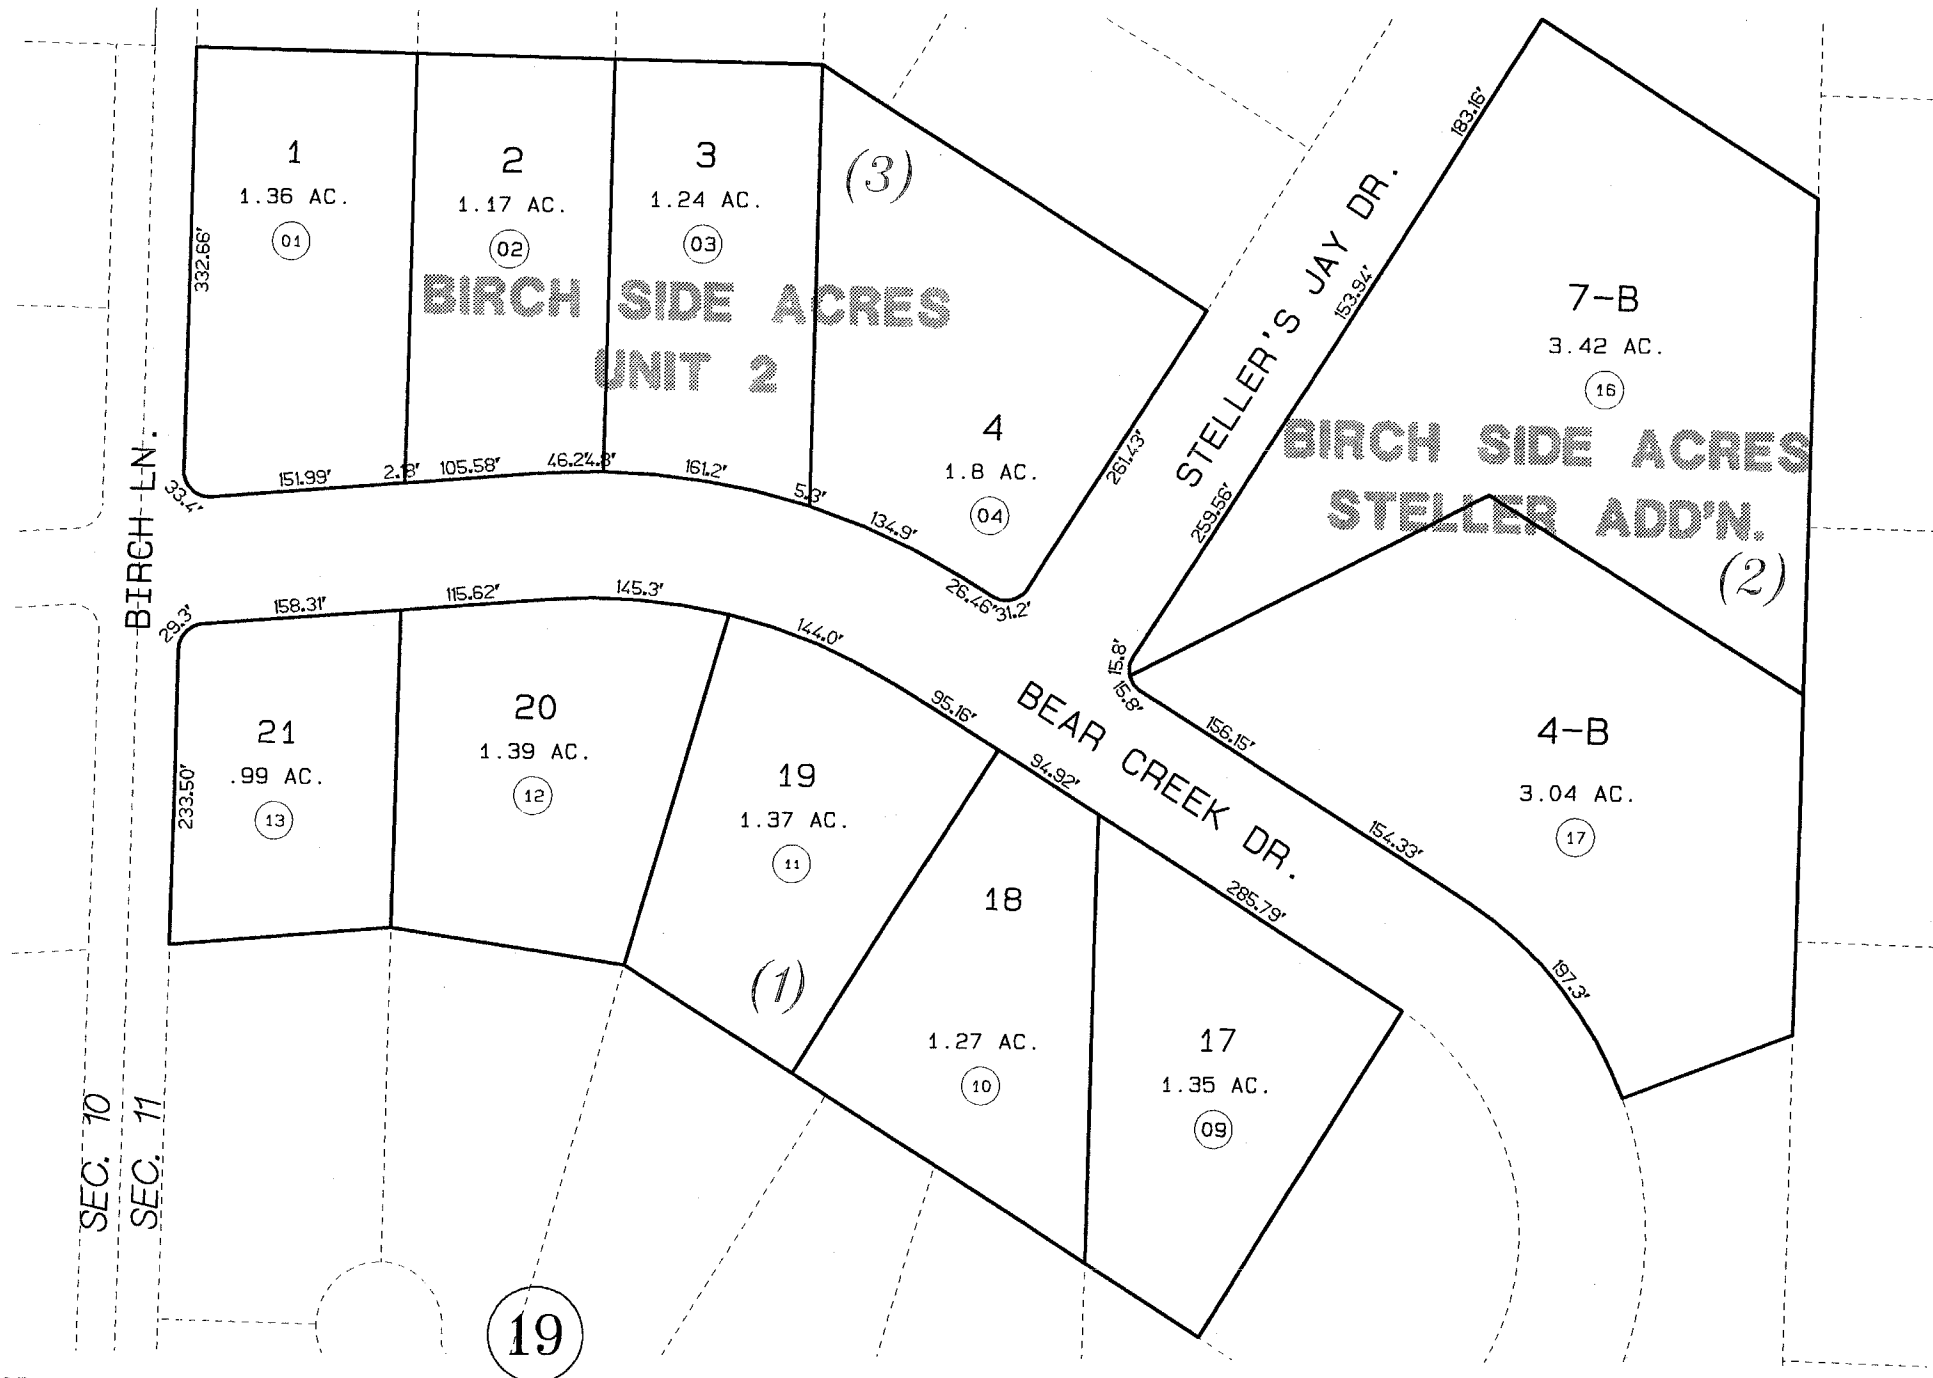 1
1.36 AC.
01
2
1.17 AC.
02
3
1.24 AC.
03
(3)
332.66'
BIRCH SIDE ACRES
UNIT 2
4
1.8 AC.
04
183.16'
153.94'
259.56'
261.43'
STELLER'S JAY DR.
7-B
3.42 AC.
16
BIRCH SIDE ACRES
STELLER ADD'N.
(2)
BIRCH LN.
33.4'
151.99'
2.18'
105.58'
161.2'
5.3'
134.9'
26.46'
31.2'
29.3'
158.31'
115.62'
145.3'
144.0'
95.16'
94.92'
285.79'
15.8'
15.8'
156.15'
154.33'
197.3'
BEAR CREEK DR.
4-B
3.04 AC.
17
233.50'
21
.99 AC.
13
20
1.39 AC.
12
19
1.37 AC.
11
18
1.27 AC.
10
17
1.35 AC.
09
(1)
SEC. 10
SEC. 11
19